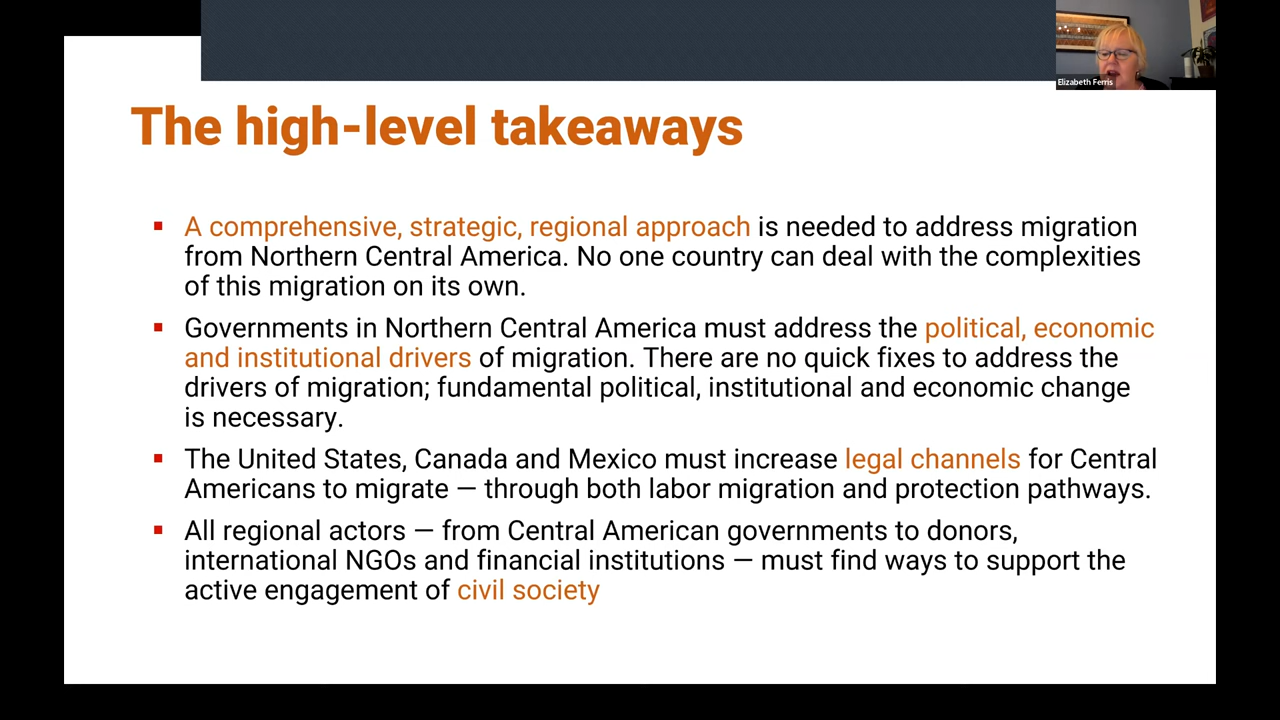 Elizabeth Ferris
The high-level takeaways
A comprehensive, strategic, regional approach is needed to address migration
from Northern Central America. No one country can deal with the complexities
of this migration on its own.
Governments in Northern Central America must address the political, economic
and institutional drivers of migration. There are no quick fixes to address the
drivers of migration; fundamental political, institutional and economic change
is necessary.
The United States, Canada and Mexico must increase legal channels for Central
Americans to migrate — through both labor migration and protection pathways.
All regional actors — from Central American governments to donors,
international NGOs and financial institutions — must find ways to support the
active engagement of civil society